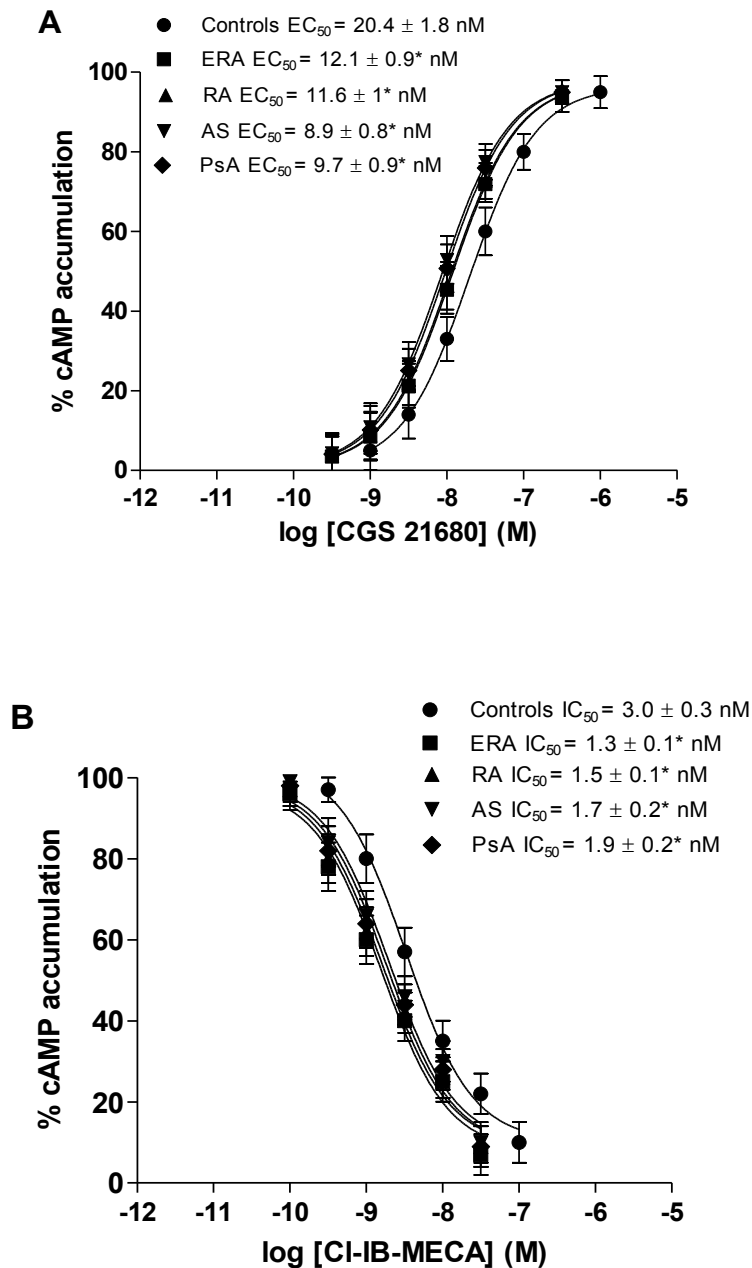 A
Controls EC50= 20.4 ± 1.8 nM
ERA EC50= 12.1 ± 0.9* nM
RA EC50= 11.6 ± 1* nM
AS EC50= 8.9 ± 0.8* nM
PsA EC50= 9.7 ± 0.9* nM
100
80
60
40
20
0
% cAMP accumulation
-12 -11 -10 -9 -8 -7 -6 -5
log [CGS 21680] (M)
B
Controls IC50= 3.0 ± 0.3 nM
ERA IC50= 1.3 ± 0.1* nM
RA IC50= 1.5 ± 0.1* nM
AS IC50= 1.7 ± 0.2* nM
PsA IC50= 1.9 ± 0.2* nM
100
80
60
40
20
0
% cAMP accumulation
-12 -11 -10 -9 -8 -7 -6 -5
log [Cl-IB-MECA] (M)